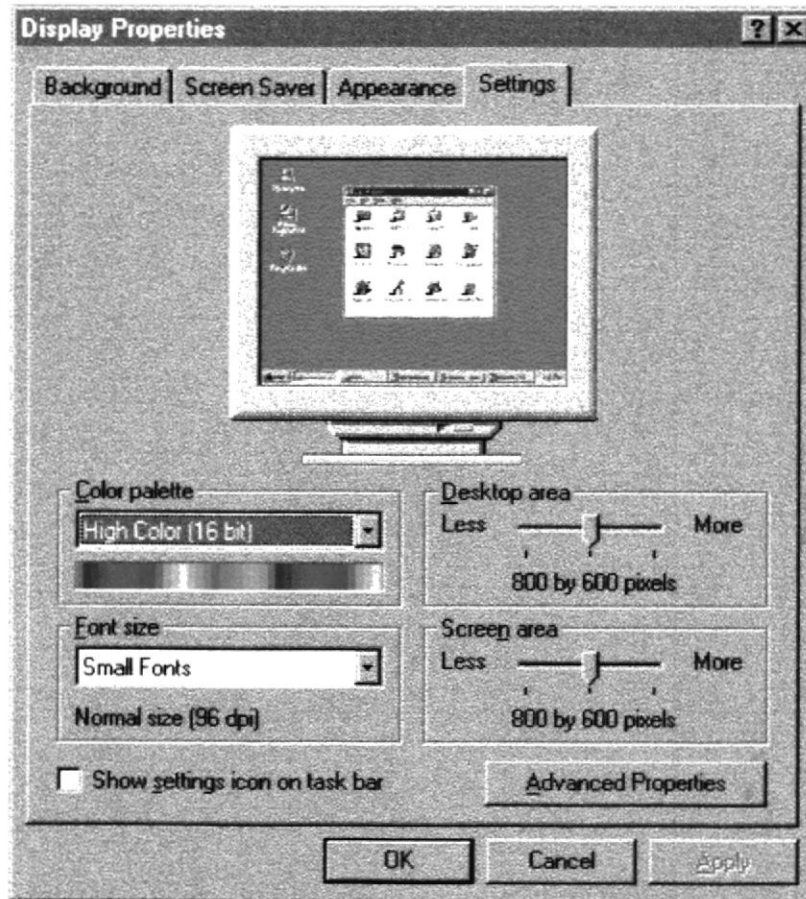 Display Properties
Background Screen Saver Appearance Settings
Color palette
High Color (16 bit)
Desktop area
Less More
800 by 600 pixels
Font size
Small Fonts
Normal size (96 dpi)
Screen area
Less More
800 by 600 pixels
Show settings icon on task bar
Advanced Properties
OK Cancel Apply